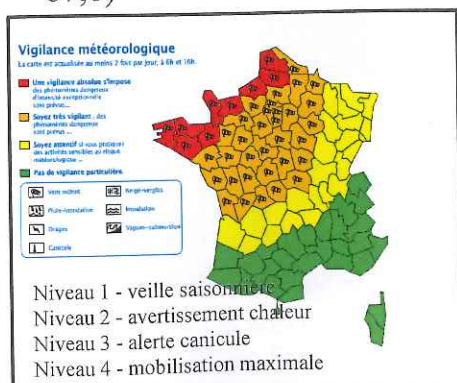 Vigilance météorologique
La carte est actualisée au moins 2 fois par jour, à 6h et 16h.
Une vigilance absolue s'impose
des phénomènes dangereux
d'intensité exceptionnelle
sont prévus...
Soyez très vigilant : des
phénomènes dangereux
sont prévus...
Soyez attentif si vous pratiquez
des activités sensibles au risque
météorologique ...
Pas de vigilance particulière.
Vent violent
Neige-verglas
Pluie-inondation
Inondation
Orages
Vagues-submersion
Canicule
Niveau 1 - veille saisonnière
Niveau 2 - avertissement chaleur
Niveau 3 - alerte canicule
Niveau 4 - mobilisation maximale